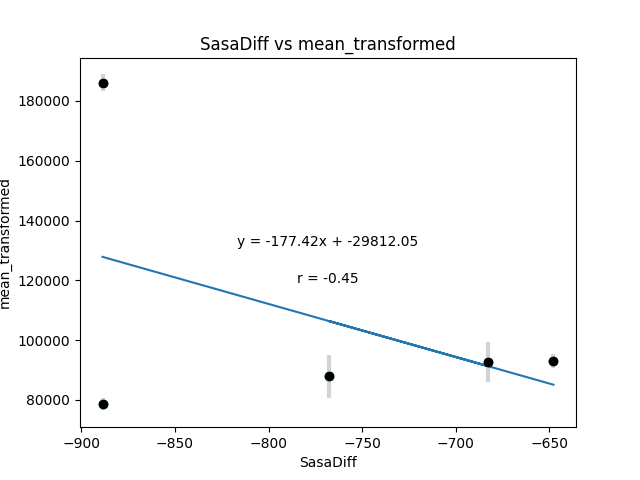 SasaDiff vs mean_transformed
180000
160000
140000
120000
100000
80000
mean_transformed
y = -177.42x + -29812.05
r = -0.45
−900
−850
−800
−750
−700
−650
SasaDiff